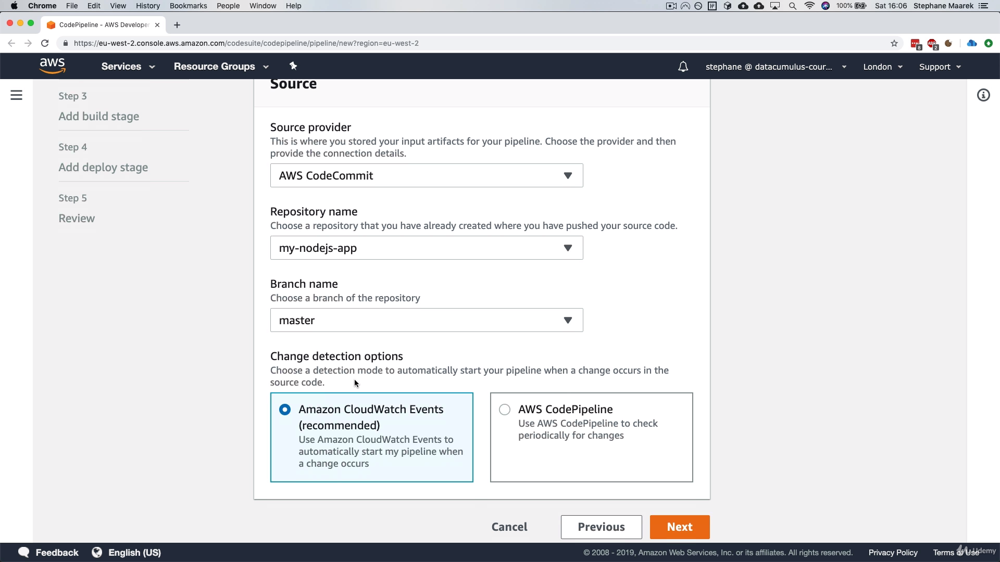 Chrome File Edit View History Bookmarks People Window Help 100% Sat 16:06 Stephane Maarek
CodePipeline - AWS Developer
https://eu-west-2.console.aws.amazon.com/codesuite/codepipeline/pipeline/new?region=eu-west-2
8
ABP 2
aws Services Resource Groups stephane @ datacumulus-cour... London Support
Step 3
Add build stage
Step 4
Add deploy stage
Step 5
Review
Source
Source provider
This is where you stored your input artifacts for your pipeline. Choose the provider and then
provide the connection details.
AWS CodeCommit
Repository name
Choose a repository that you have already created where you have pushed your source code.
my-nodejs-app
Branch name
Choose a branch of the repository
master
Change detection options
Choose a detection mode to automatically start your pipeline when a change occurs in the
source code.
Amazon CloudWatch Events
(recommended)
Use Amazon CloudWatch Events to
automatically start my pipeline when
a change occurs
AWS CodePipeline
Use AWS CodePipeline to check
periodically for changes
Cancel Previous Next
Feedback English (US) © 2008 - 2019, Amazon Web Services, Inc. or its affiliates. All rights reserved. Privacy Policy Terms of Use
Udemy